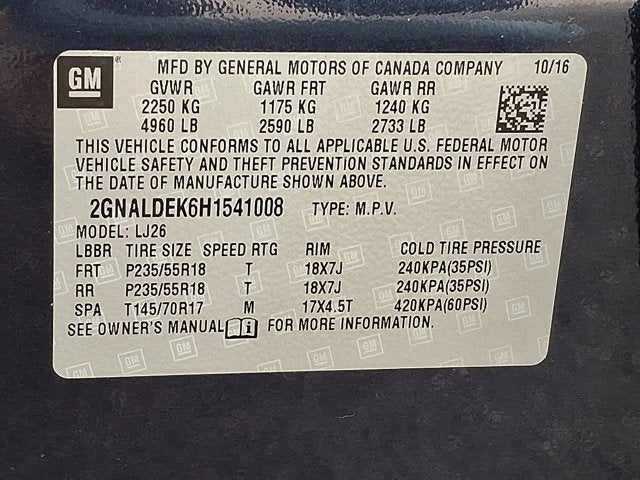 GM MFD BY GENERAL MOTORS OF CANADA COMPANY 10/16
GVWR GAWR FRT GAWR RR
2250 KG 1175 KG 1240 KG
4960 LB 2590 LB 2733 LB
THIS VEHICLE CONFORMS TO ALL APPLICABLE U.S. FEDERAL MOTOR
VEHICLE SAFETY AND THEFT PREVENTION STANDARDS IN EFFECT ON
THE DATE OF MANUFACTURE SHOWN ABOVE.
2GNALDEK6H1541008 TYPE: M.P.V.
MODEL: LJ26
LBBR TIRE SIZE SPEED RTG RIM COLD TIRE PRESSURE
FRT P235/55R18 T 18X7J 240KPA(35PSI)
RR P235/55R18 T 18X7J 240KPA(35PSI)
SPA T145/70R17 M 17X4.5T 420KPA(60PSI)
SEE OWNER'S MANUAL FOR MORE INFORMATION.